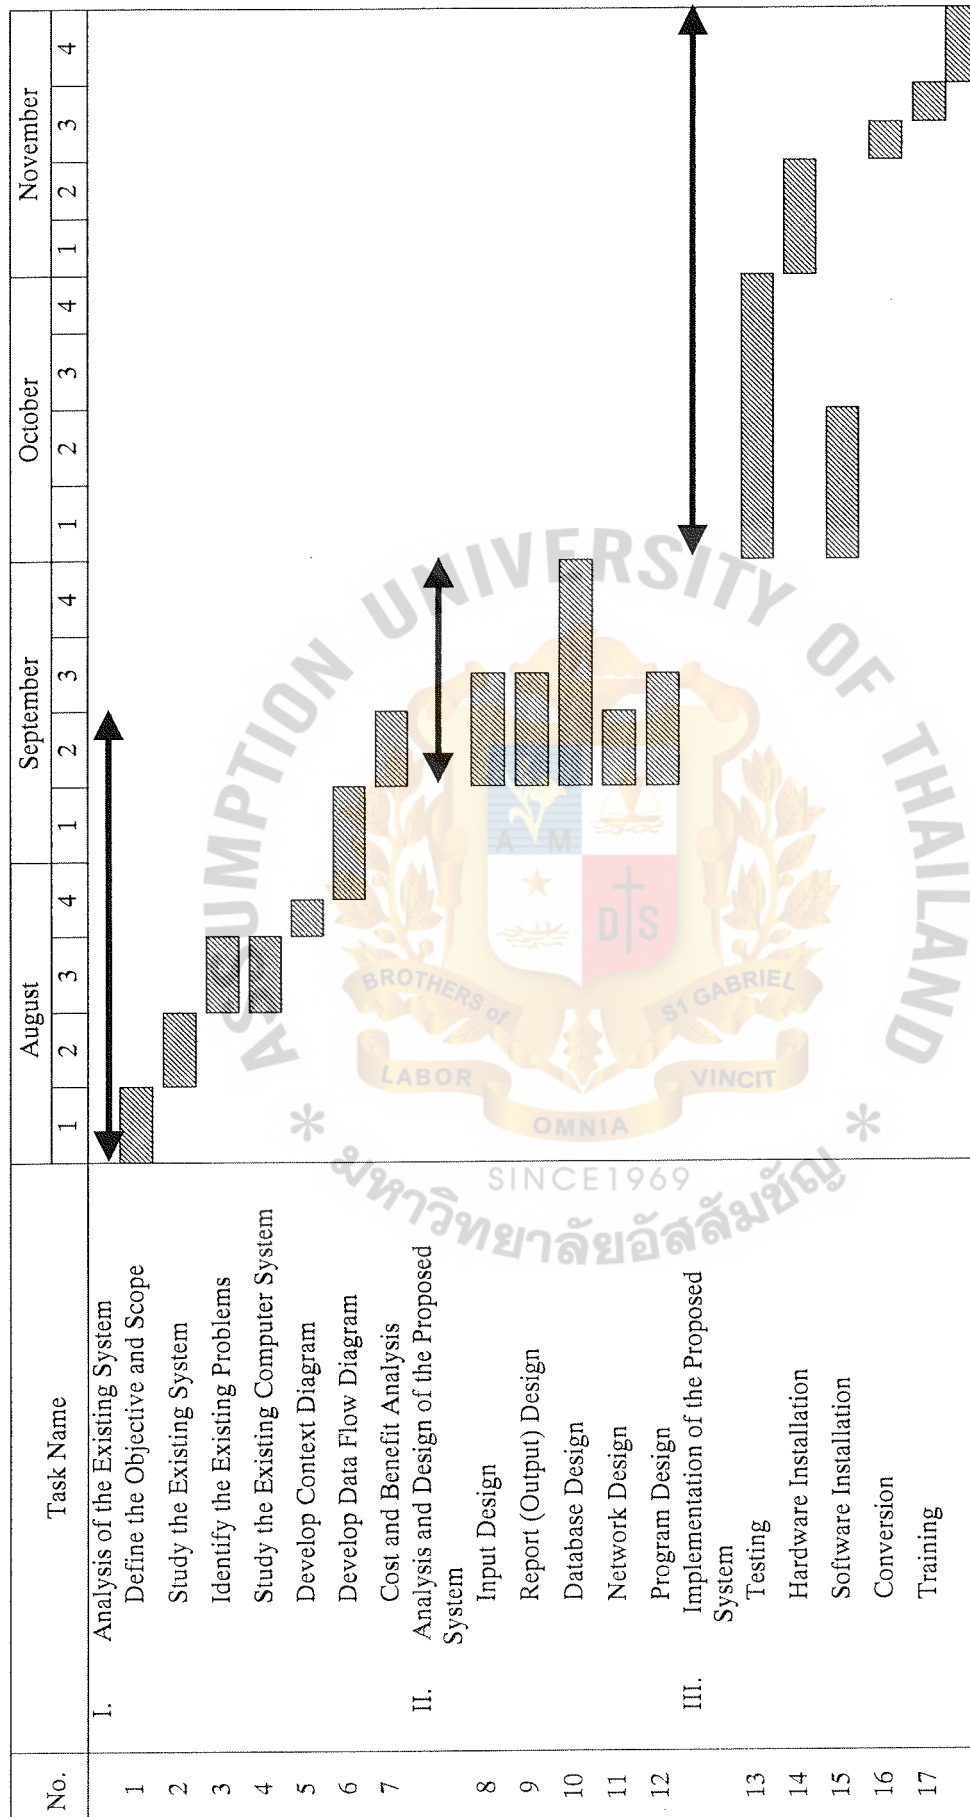 No.
Task Name
August
September
October
November
1 2 3 4 1 2 3 4 1 2 3 4 1 2 3 4
I. Analysis of the Existing System
1 Define the Objective and Scope
2 Study the Existing System
3 Identify the Existing Problems
4 Study the Existing Computer System
5 Develop Context Diagram
6 Develop Data Flow Diagram
7 Cost and Benefit Analysis
II. Analysis and Design of the Proposed
System
8 Input Design
9 Report (Output) Design
10 Database Design
11 Network Design
12 Program Design
III. Implementation of the Proposed
System
13 Testing
14 Hardware Installation
15 Software Installation
16 Conversion
17 Training
ASSUMPTION UNIVERSITY OF THAILAND
A M
D S
BROTHERS of
S1 GABRIEL
LABOR
OMNIA
VINCIT
SINCE1969
* มหาวิทยาลัยอัสสัมชัญ *